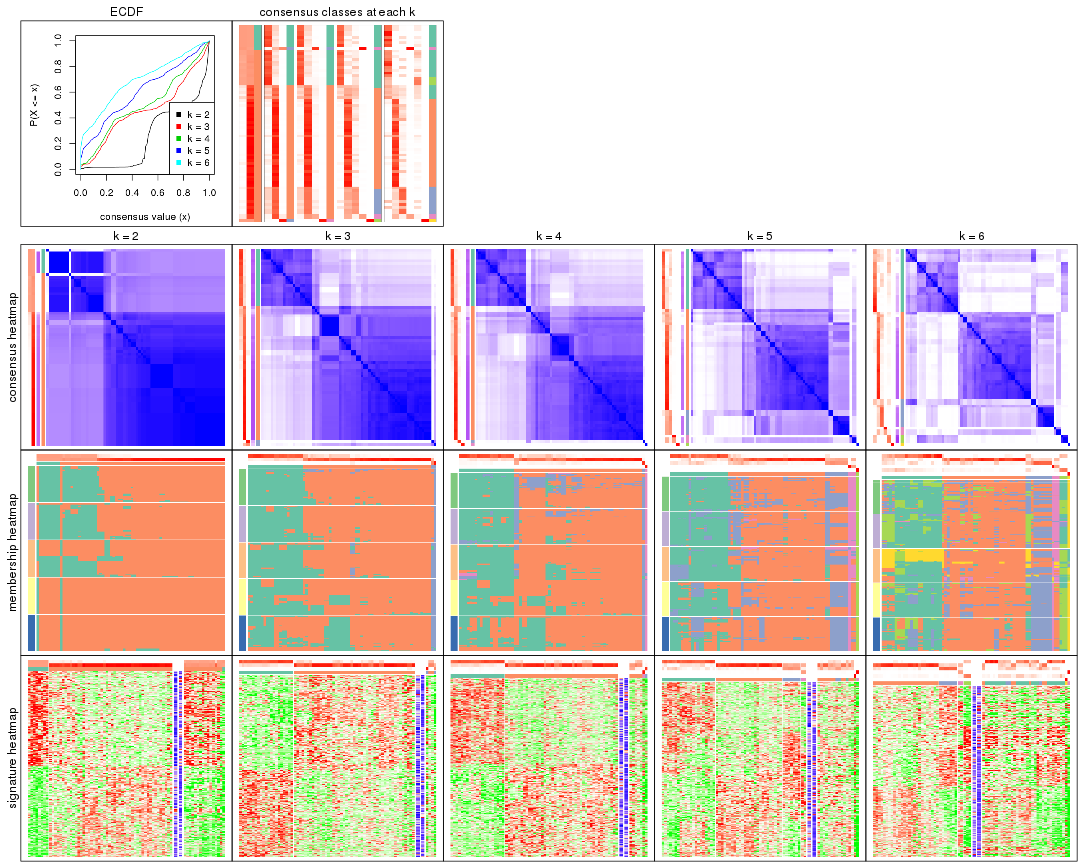 ECDF
consensus classes at each k
P(X <= x)
0.0 0.2 0.4 0.6 0.8 1.0
k = 2
k = 3
k = 4
k = 5
k = 6
0.0 0.2 0.4 0.6 0.8 1.0
consensus value (x)
k = 2
k = 3
k = 4
k = 5
k = 6
consensus heatmap
membership heatmap
signature heatmap